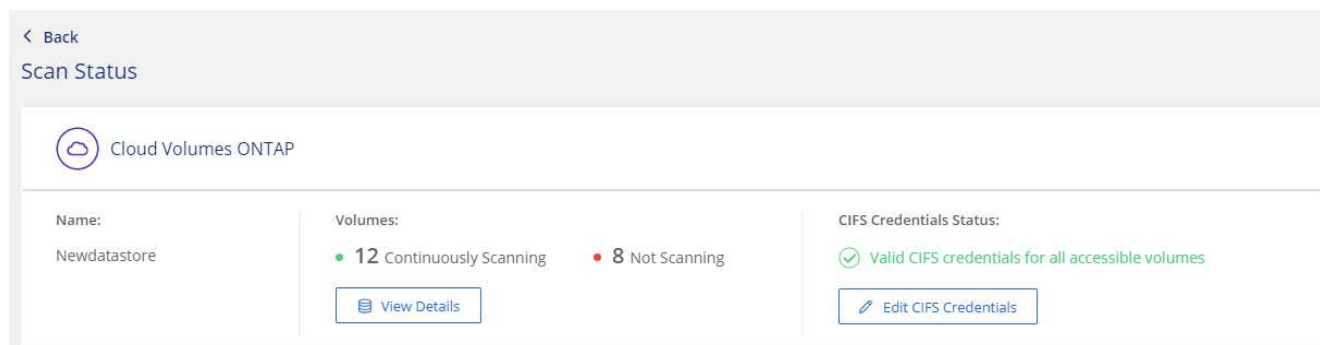 Back
Scan Status
Cloud Volumes ONTAP
Name:
Newdatastore
Volumes:
12 Continuously Scanning
8 Not Scanning
View Details
CIFS Credentials Status:
Valid CIFS credentials for all accessible volumes
Edit CIFS Credentials